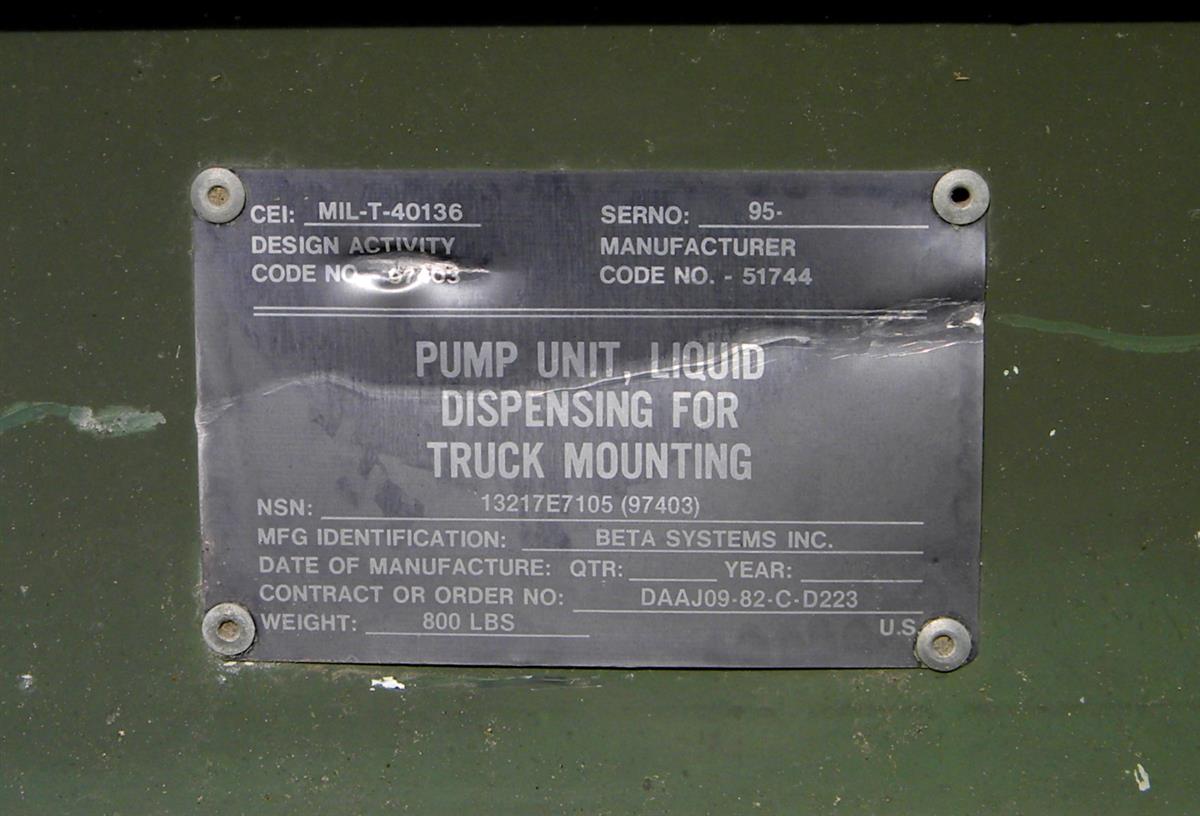 CEI: MIL-T-40136 SERNO: 95-
DESIGN ACTIVITY MANUFACTURER
CODE NO. - 97403 CODE NO. - 51744
PUMP UNIT, LIQUID
DISPENSING FOR
TRUCK MOUNTING
NSN: 13217E7105 (97403)
MFG IDENTIFICATION: BETA SYSTEMS INC.
DATE OF MANUFACTURE: QTR: YEAR:
CONTRACT OR ORDER NO: DAAJ09-82-C-D223
WEIGHT: 800 LBS U.S.